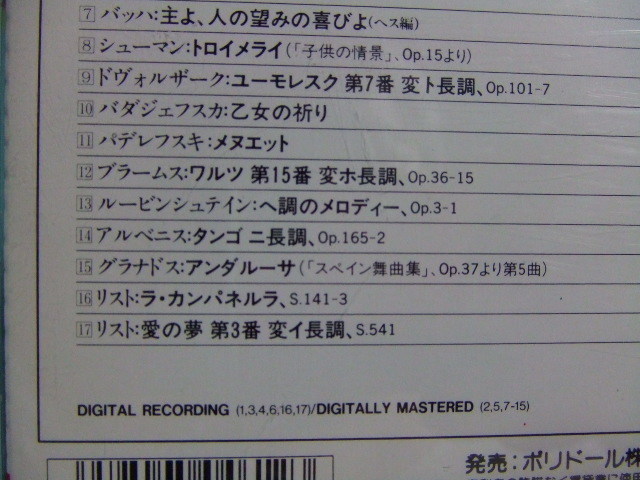 7 バッハ:主よ、人の望みの喜びよ(ヘス編)
8 シューマン:トロイメライ(「子供の情景」、Op.15より)
9 ドヴォルザーク:ユーモレスク 第7番 変ト長調、Op.101-7
10 バダジェフスカ:乙女の祈り
11 パデレフスキ:メヌエット
12 ブラームス:ワルツ 第15番 変ホ長調、Op.36-15
13 ルービンシュテイン:ヘ調のメロディー、Op.3-1
14 アルベニス:タンゴ ニ長調、Op.165-2
15 グラナドス:アンダルーサ(「スペイン舞曲集」、Op.37より第5曲)
16 リスト:ラ・カンパネルラ、S.141-3
17 リスト:愛の夢 第3番 変イ長調、S.541
DIGITAL RECORDING (1,3,4,6,16,17)/DIGITALLY MASTERED (2,5,7-15)
発売:ポリドール株